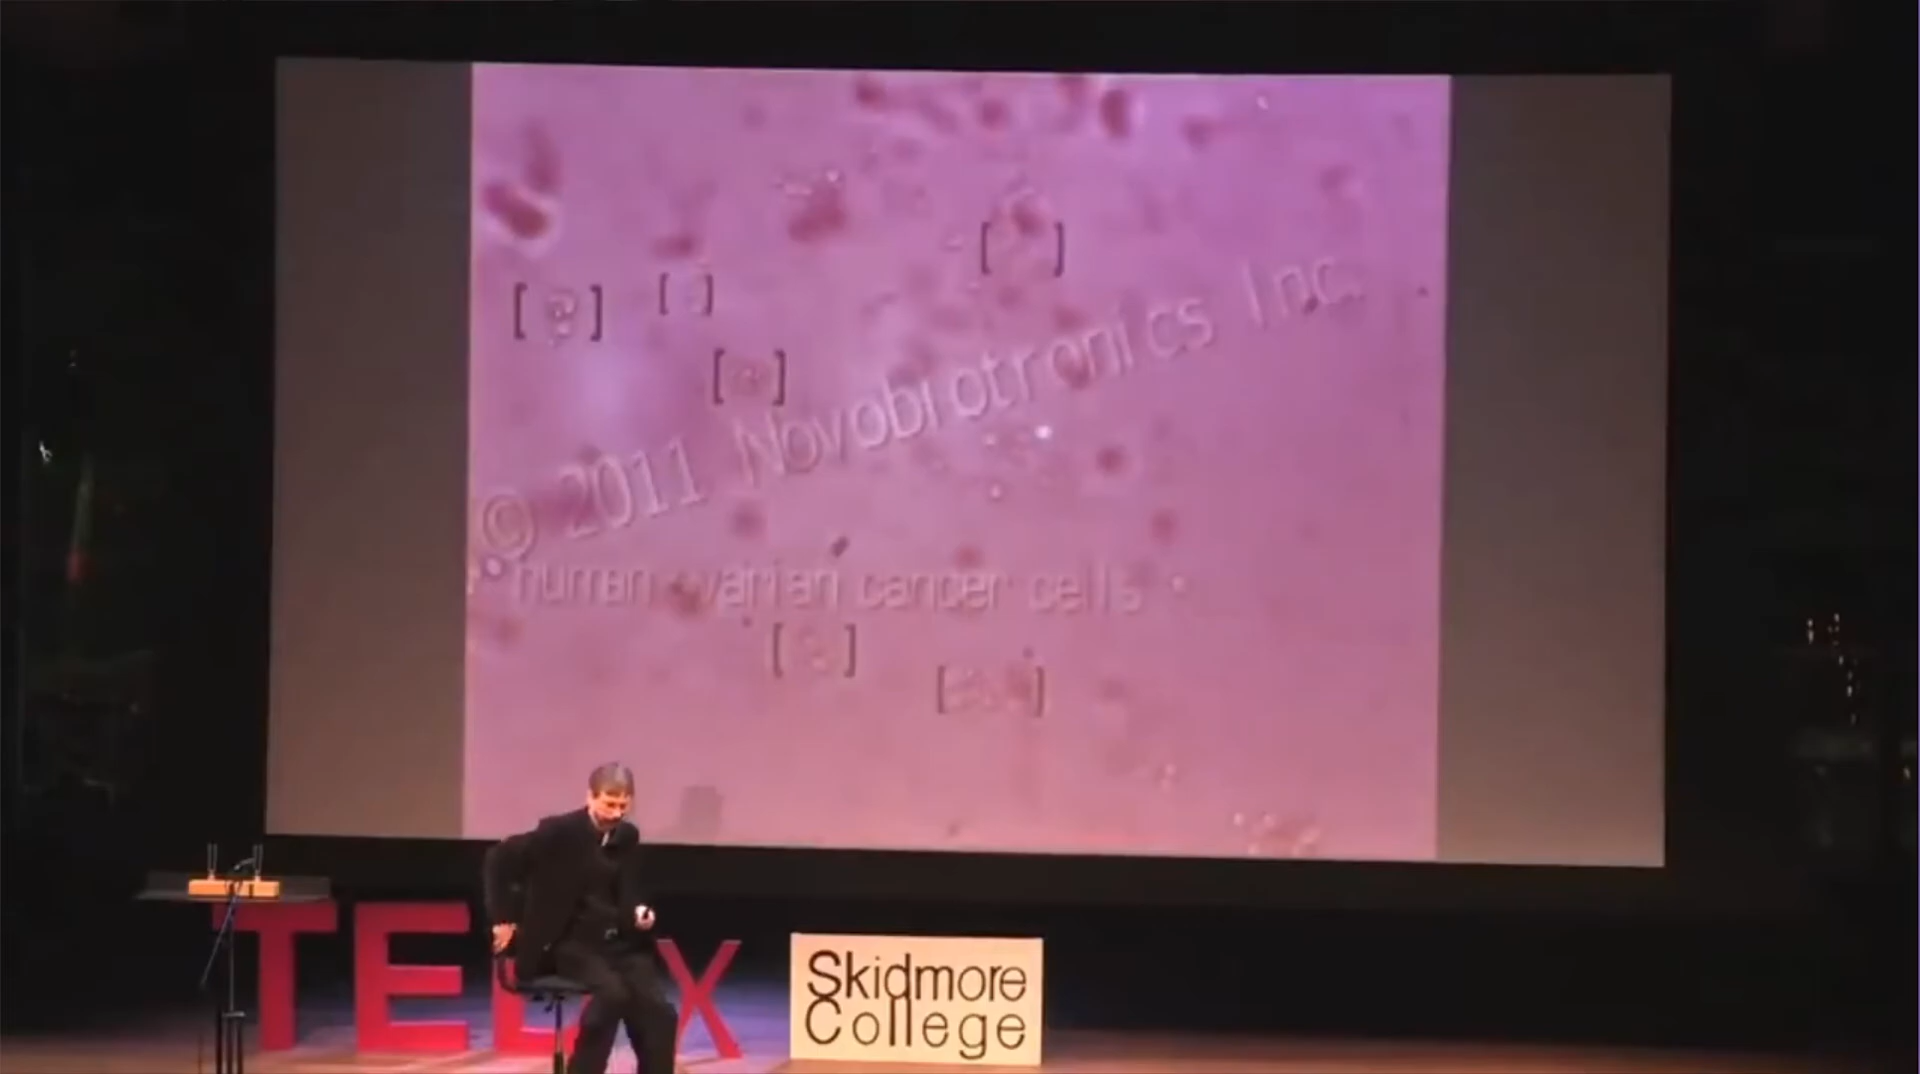 © 2011 Novobiotronics Inc.
human ovarian cancer cells
TEDX
Skidmore
College